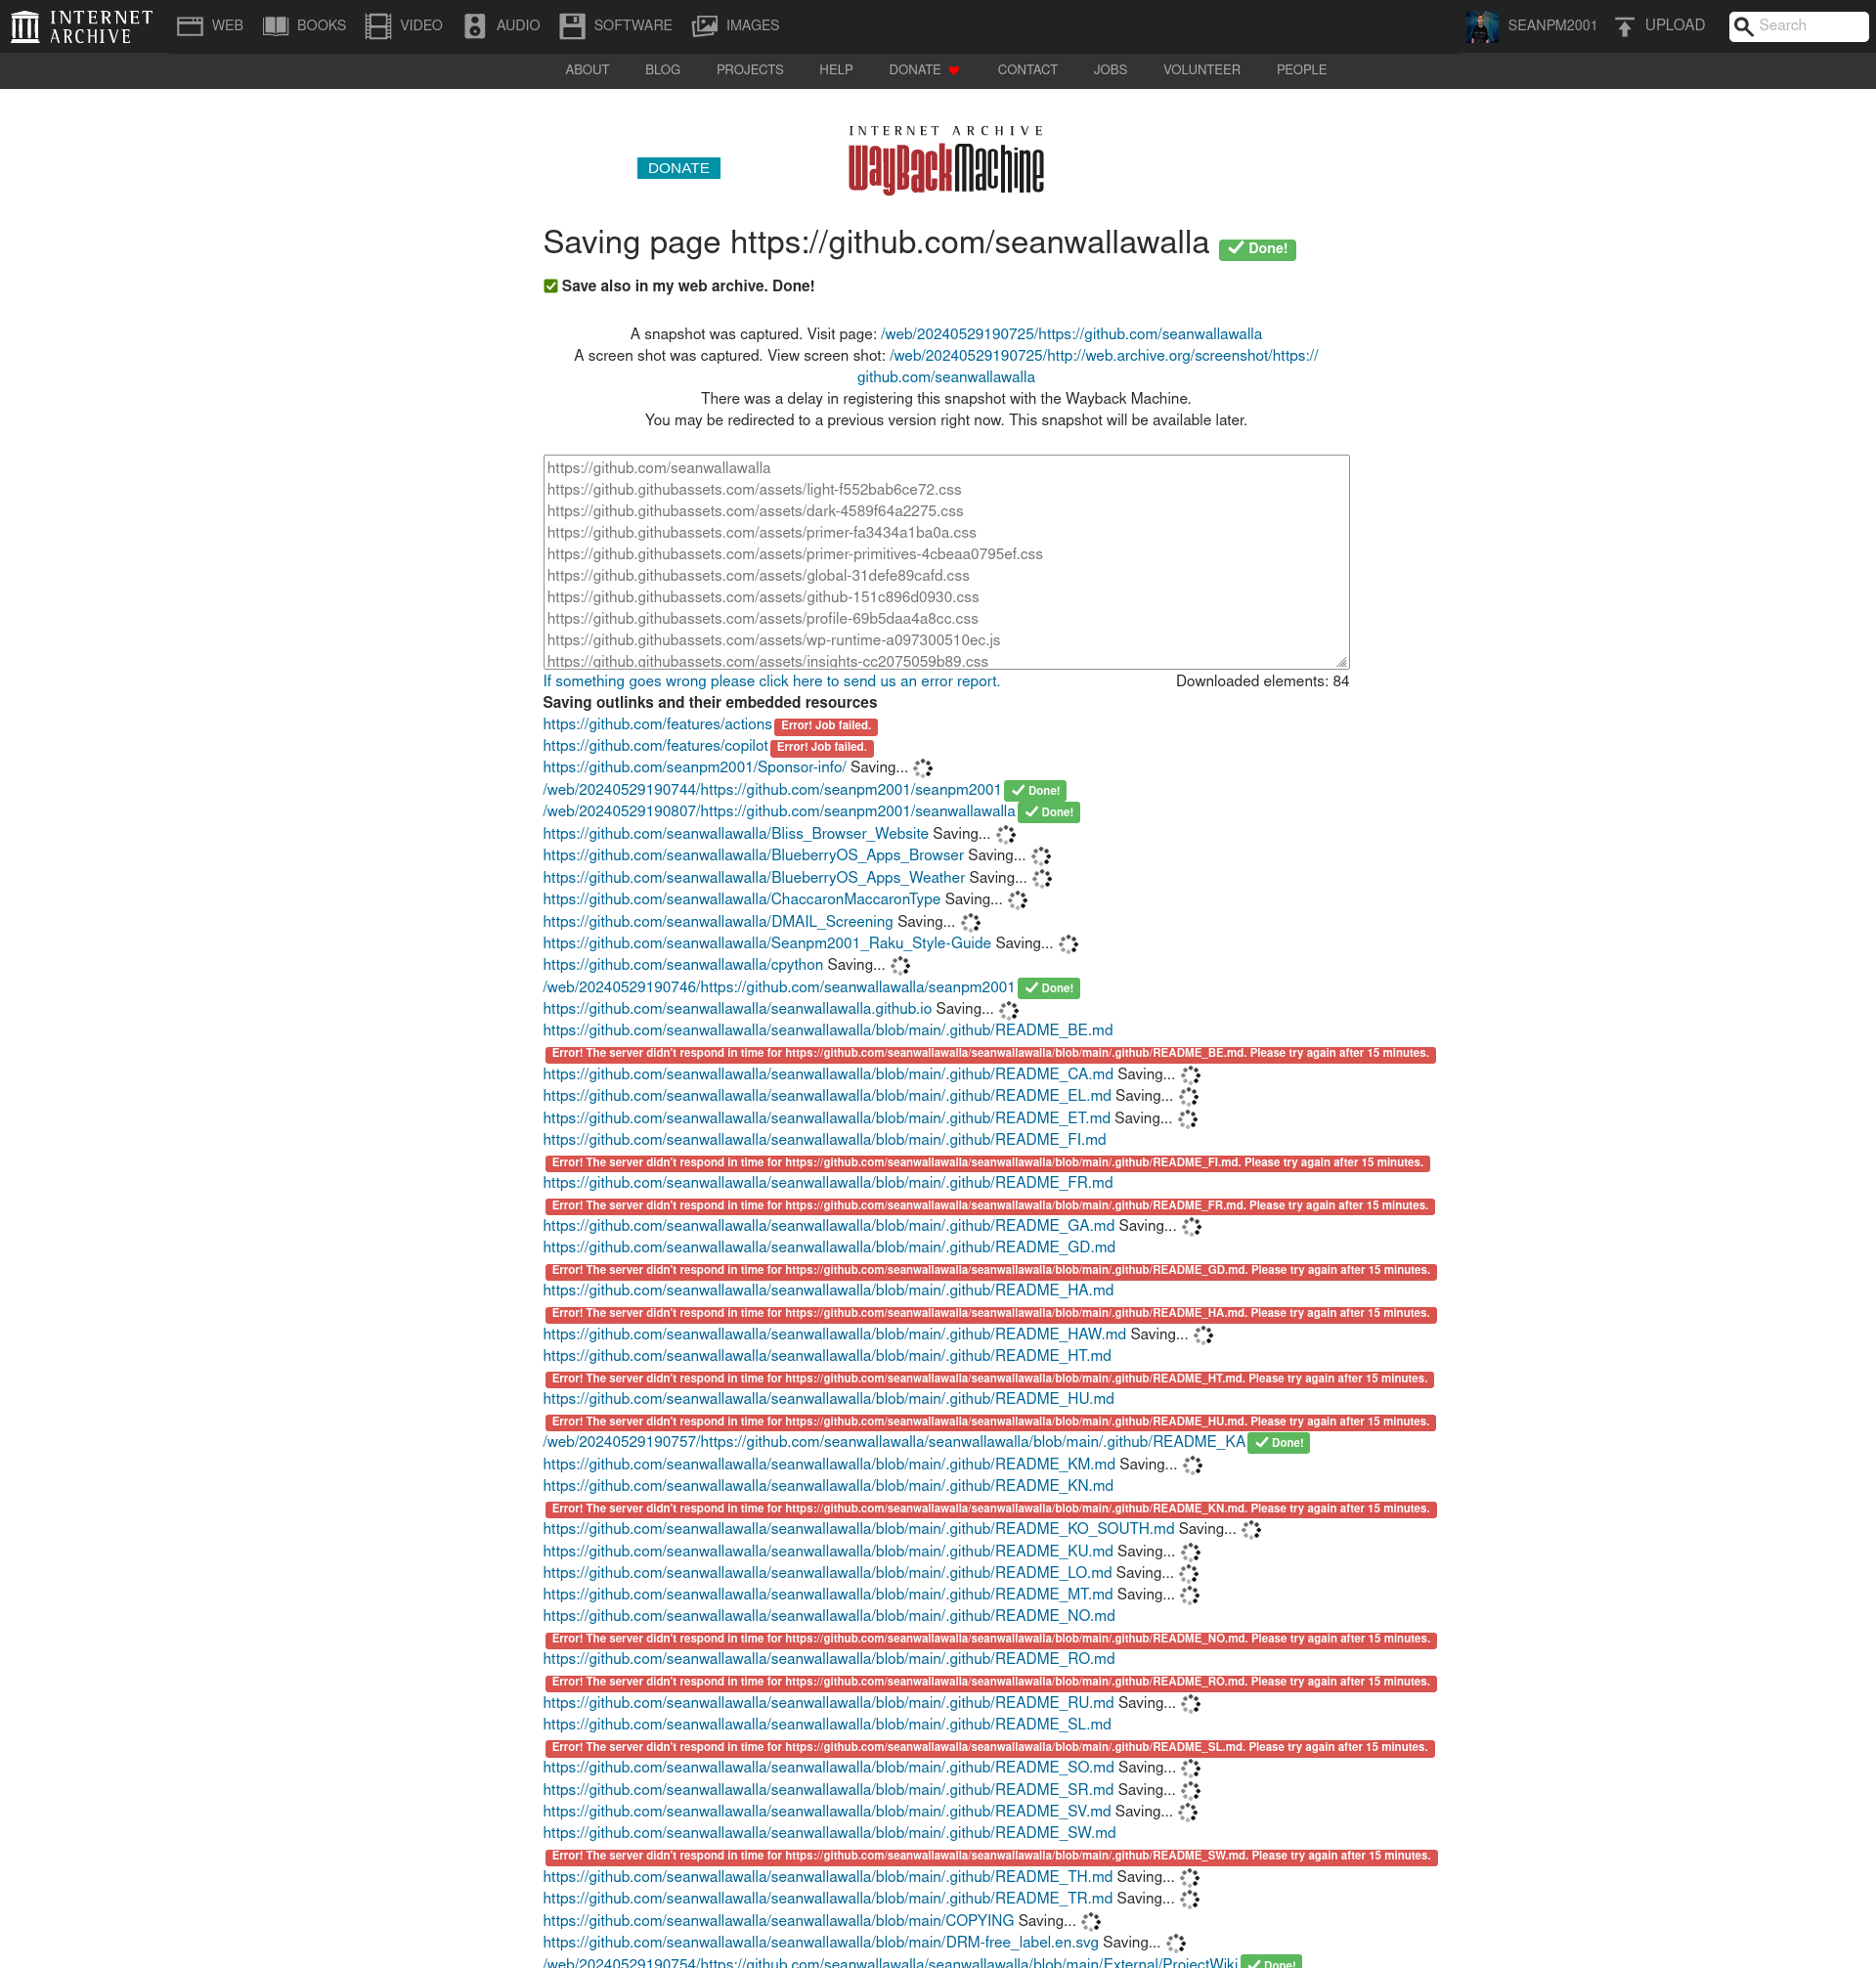 INTERNET ARCHIVE
WEB BOOKS VIDEO AUDIO SOFTWARE IMAGES SEANPM2001 UPLOAD Search
ABOUT BLOG PROJECTS HELP DONATE CONTACT JOBS VOLUNTEER PEOPLE
INTERNET ARCHIVE
DONATE WayBackMachine
Saving page https://github.com/seanwallawalla Done!
Save also in my web archive. Done!
A snapshot was captured. Visit page: /web/20240529190725/https://github.com/seanwallawalla
A screen shot was captured. View screen shot: /web/20240529190725/http://web.archive.org/screenshot/https://
github.com/seanwallawalla
There was a delay in registering this snapshot with the Wayback Machine.
You may be redirected to a previous version right now. This snapshot will be available later.
https://github.com/seanwallawalla
https://github.githubassets.com/assets/light-f552bab6ce72.css
https://github.githubassets.com/assets/dark-4589f64a2275.css
https://github.githubassets.com/assets/primer-fa3434a1ba0a.css
https://github.githubassets.com/assets/primer-primitives-4cbeaa0795ef.css
https://github.githubassets.com/assets/global-31defe89cafd.css
https://github.githubassets.com/assets/github-151c896d0930.css
https://github.githubassets.com/assets/profile-69b5daa4a8cc.css
https://github.githubassets.com/assets/wp-runtime-a097300510ec.js
https://github.githubassets.com/assets/insights-cc2075059b89.css
If something goes wrong please click here to send us an error report. Downloaded elements: 84
Saving outlinks and their embedded resources
https://github.com/features/actions Error! Job failed.
https://github.com/features/copilot Error! Job failed.
https://github.com/seanpm2001/Sponsor-info/ Saving...
/web/20240529190744/https://github.com/seanpm2001/seanpm2001 Done!
/web/20240529190807/https://github.com/seanpm2001/seanwallawalla Done!
https://github.com/seanwallawalla/Bliss_Browser_Website Saving...
https://github.com/seanwallawalla/BlueberryOS_Apps_Browser Saving...
https://github.com/seanwallawalla/BlueberryOS_Apps_Weather Saving...
https://github.com/seanwallawalla/ChaccaronMaccaronType Saving...
https://github.com/seanwallawalla/DMAIL_Screening Saving...
https://github.com/seanwallawalla/Seanpm2001_Raku_Style-Guide Saving...
https://github.com/seanwallawalla/cpython Saving...
/web/20240529190746/https://github.com/seanwallawalla/seanpm2001 Done!
https://github.com/seanwallawalla/seanwallawalla.github.io Saving...
https://github.com/seanwallawalla/seanwallawalla/blob/main/.github/README_BE.md
Error! The server didn't respond in time for https://github.com/seanwallawalla/seanwallawalla/blob/main/.github/README_BE.md. Please try again after 15 minutes.
https://github.com/seanwallawalla/seanwallawalla/blob/main/.github/README_CA.md Saving...
https://github.com/seanwallawalla/seanwallawalla/blob/main/.github/README_EL.md Saving...
https://github.com/seanwallawalla/seanwallawalla/blob/main/.github/README_ET.md Saving...
https://github.com/seanwallawalla/seanwallawalla/blob/main/.github/README_FI.md
Error! The server didn't respond in time for https://github.com/seanwallawalla/seanwallawalla/blob/main/.github/README_FI.md. Please try again after 15 minutes.
https://github.com/seanwallawalla/seanwallawalla/blob/main/.github/README_FR.md
Error! The server didn't respond in time for https://github.com/seanwallawalla/seanwallawalla/blob/main/.github/README_FR.md. Please try again after 15 minutes.
https://github.com/seanwallawalla/seanwallawalla/blob/main/.github/README_GA.md Saving...
https://github.com/seanwallawalla/seanwallawalla/blob/main/.github/README_GD.md
Error! The server didn't respond in time for https://github.com/seanwallawalla/seanwallawalla/blob/main/.github/README_GD.md. Please try again after 15 minutes.
https://github.com/seanwallawalla/seanwallawalla/blob/main/.github/README_HA.md
Error! The server didn't respond in time for https://github.com/seanwallawalla/seanwallawalla/blob/main/.github/README_HA.md. Please try again after 15 minutes.
https://github.com/seanwallawalla/seanwallawalla/blob/main/.github/README_HAW.md Saving...
https://github.com/seanwallawalla/seanwallawalla/blob/main/.github/README_HT.md
Error! The server didn't respond in time for https://github.com/seanwallawalla/seanwallawalla/blob/main/.github/README_HT.md. Please try again after 15 minutes.
https://github.com/seanwallawalla/seanwallawalla/blob/main/.github/README_HU.md
Error! The server didn't respond in time for https://github.com/seanwallawalla/seanwallawalla/blob/main/.github/README_HU.md. Please try again after 15 minutes.
/web/20240529190757/https://github.com/seanwallawalla/seanwallawalla/blob/main/.github/README_KA Done!
https://github.com/seanwallawalla/seanwallawalla/blob/main/.github/README_KM.md Saving...
https://github.com/seanwallawalla/seanwallawalla/blob/main/.github/README_KN.md
Error! The server didn't respond in time for https://github.com/seanwallawalla/seanwallawalla/blob/main/.github/README_KN.md. Please try again after 15 minutes.
https://github.com/seanwallawalla/seanwallawalla/blob/main/.github/README_KO_SOUTH.md Saving...
https://github.com/seanwallawalla/seanwallawalla/blob/main/.github/README_KU.md Saving...
https://github.com/seanwallawalla/seanwallawalla/blob/main/.github/README_LO.md Saving...
https://github.com/seanwallawalla/seanwallawalla/blob/main/.github/README_MT.md Saving...
https://github.com/seanwallawalla/seanwallawalla/blob/main/.github/README_NO.md
Error! The server didn't respond in time for https://github.com/seanwallawalla/seanwallawalla/blob/main/.github/README_NO.md. Please try again after 15 minutes.
https://github.com/seanwallawalla/seanwallawalla/blob/main/.github/README_RO.md
Error! The server didn't respond in time for https://github.com/seanwallawalla/seanwallawalla/blob/main/.github/README_RO.md. Please try again after 15 minutes.
https://github.com/seanwallawalla/seanwallawalla/blob/main/.github/README_RU.md Saving...
https://github.com/seanwallawalla/seanwallawalla/blob/main/.github/README_SL.md
Error! The server didn't respond in time for https://github.com/seanwallawalla/seanwallawalla/blob/main/.github/README_SL.md. Please try again after 15 minutes.
https://github.com/seanwallawalla/seanwallawalla/blob/main/.github/README_SO.md Saving...
https://github.com/seanwallawalla/seanwallawalla/blob/main/.github/README_SR.md Saving...
https://github.com/seanwallawalla/seanwallawalla/blob/main/.github/README_SV.md Saving...
https://github.com/seanwallawalla/seanwallawalla/blob/main/.github/README_SW.md
Error! The server didn't respond in time for https://github.com/seanwallawalla/seanwallawalla/blob/main/.github/README_SW.md. Please try again after 15 minutes.
https://github.com/seanwallawalla/seanwallawalla/blob/main/.github/README_TH.md Saving...
https://github.com/seanwallawalla/seanwallawalla/blob/main/.github/README_TR.md Saving...
https://github.com/seanwallawalla/seanwallawalla/blob/main/COPYING Saving...
https://github.com/seanwallawalla/seanwallawalla/blob/main/DRM-free_label.en.svg Saving...
/web/20240529190754/https://github.com/seanwallawalla/seanwallawalla/blob/main/External/ProjectWiki Done!